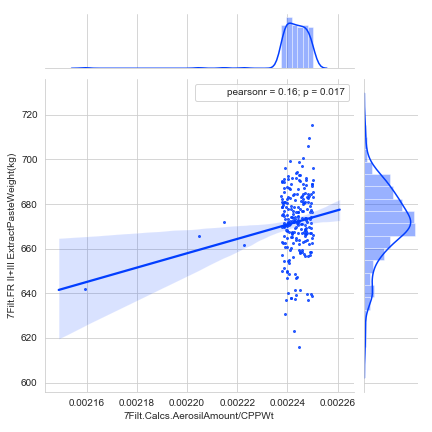 pearsonr = 0.16; p = 0.017
720
700
680
660
640
620
600
7Filt.FR II+III ExtractPasteWeight(kg)
0.00216 0.00218 0.00220 0.00222 0.00224 0.00226
7Filt.Calcs.AerosilAmount/CPPWt